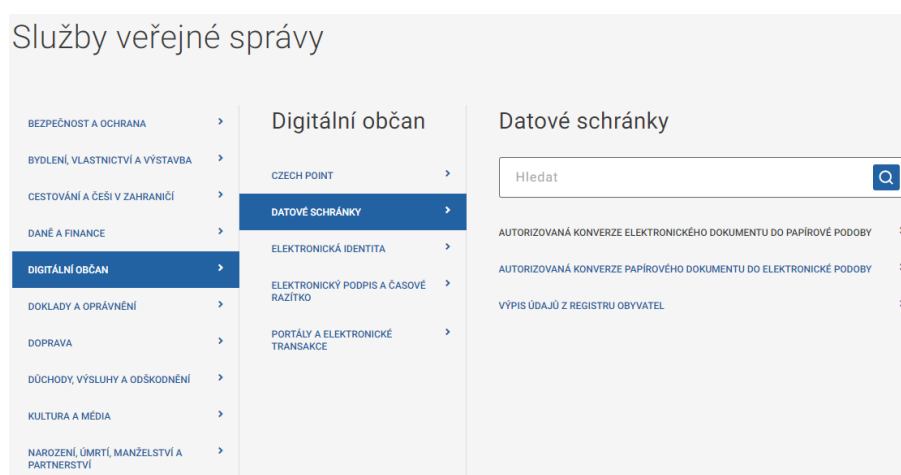 Služby veřejné správy
BEZPEČNOST A OCHRANA
BYDLENÍ, VLASTNICTVÍ A VÝSTAVBA
CESTOVÁNÍ A ČEŠI V ZAHRANIČÍ
DANĚ A FINANCE
DIGITÁLNÍ OBČAN
DOKLADY A OPRÁVNĚNÍ
DOPRAVA
DŮCHODY, VÝSLUHY A ODŠKODNĚNÍ
KULTURA A MÉDIA
NAROZENÍ, ÚMRTÍ, MANŽELSTVÍ A
PARTNERSTVÍ
Digitální občan
CZECH POINT
DATOVÉ SCHRÁNKY
ELEKTRONICKÁ IDENTITA
ELEKTRONICKÝ PODPIS A ČASOVÉ
RAZÍTKO
PORTÁLY A ELEKTRONICKÉ
TRANSAKCE
Datové schránky
Hledat
AUTORIZOVANÁ KONVERZE ELEKTRONICKÉHO DOKUMENTU DO PAPÍROVÉ PODOBY
AUTORIZOVANÁ KONVERZE PAPÍROVÉHO DOKUMENTU DO ELEKTRONICKÉ PODOBY
VÝPIS ÚDAJŮ Z REGISTRU OBYVATEL